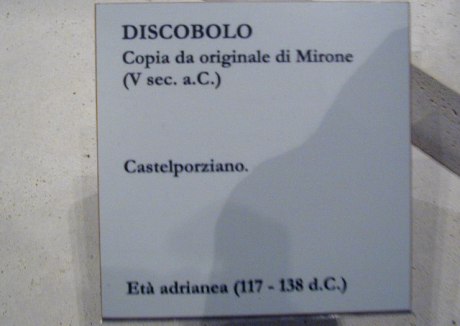 DISCOBOLO
Copia da originale di Mirone
(V sec. a.C.)
Castelporziano.
Età adrianea (117 - 138 d.C.)